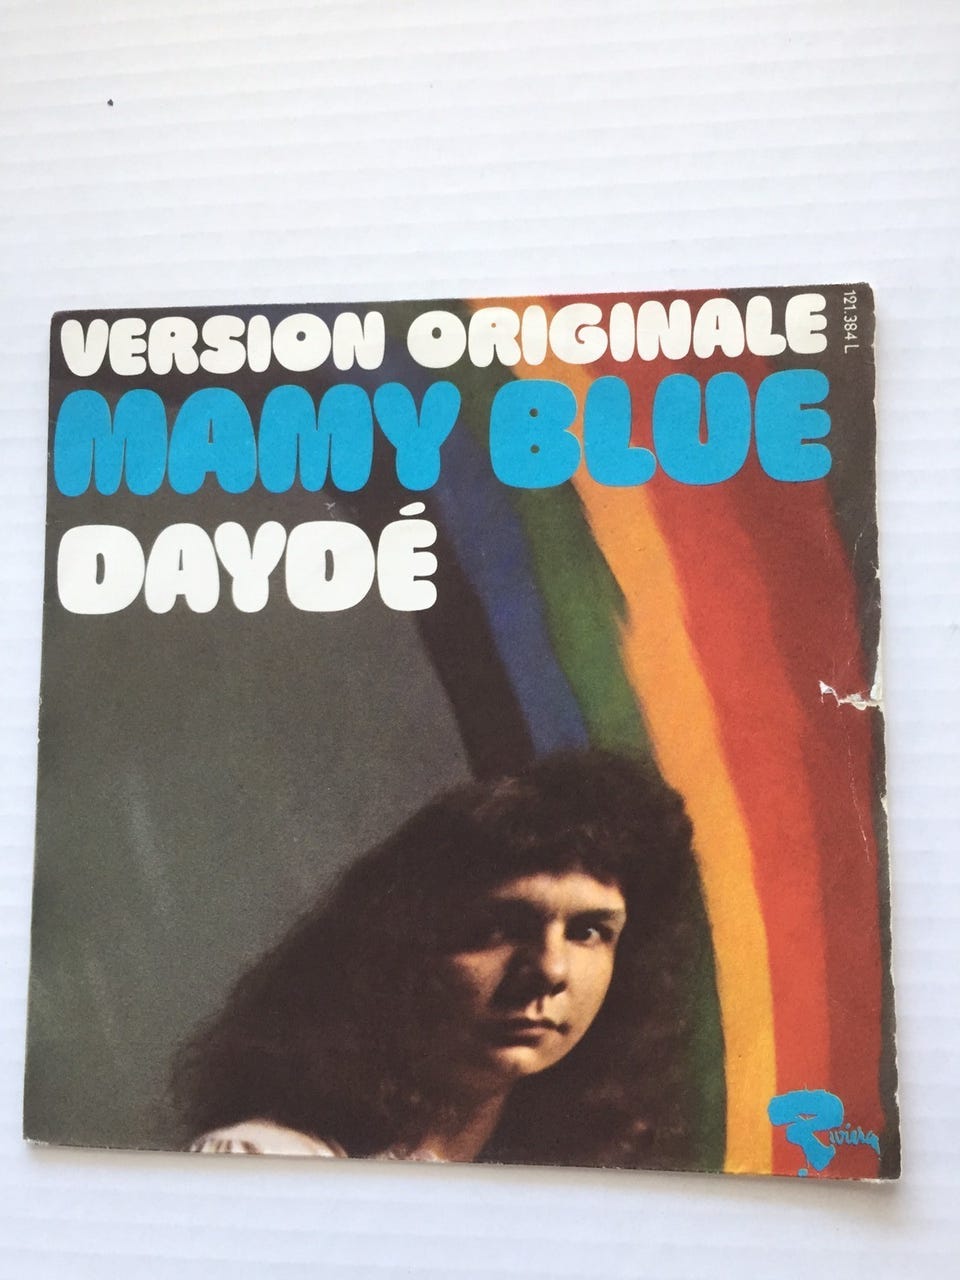 VERSION ORIGINALE
121.384 L
MAMY BLUE
DAYDÉ
Riviera